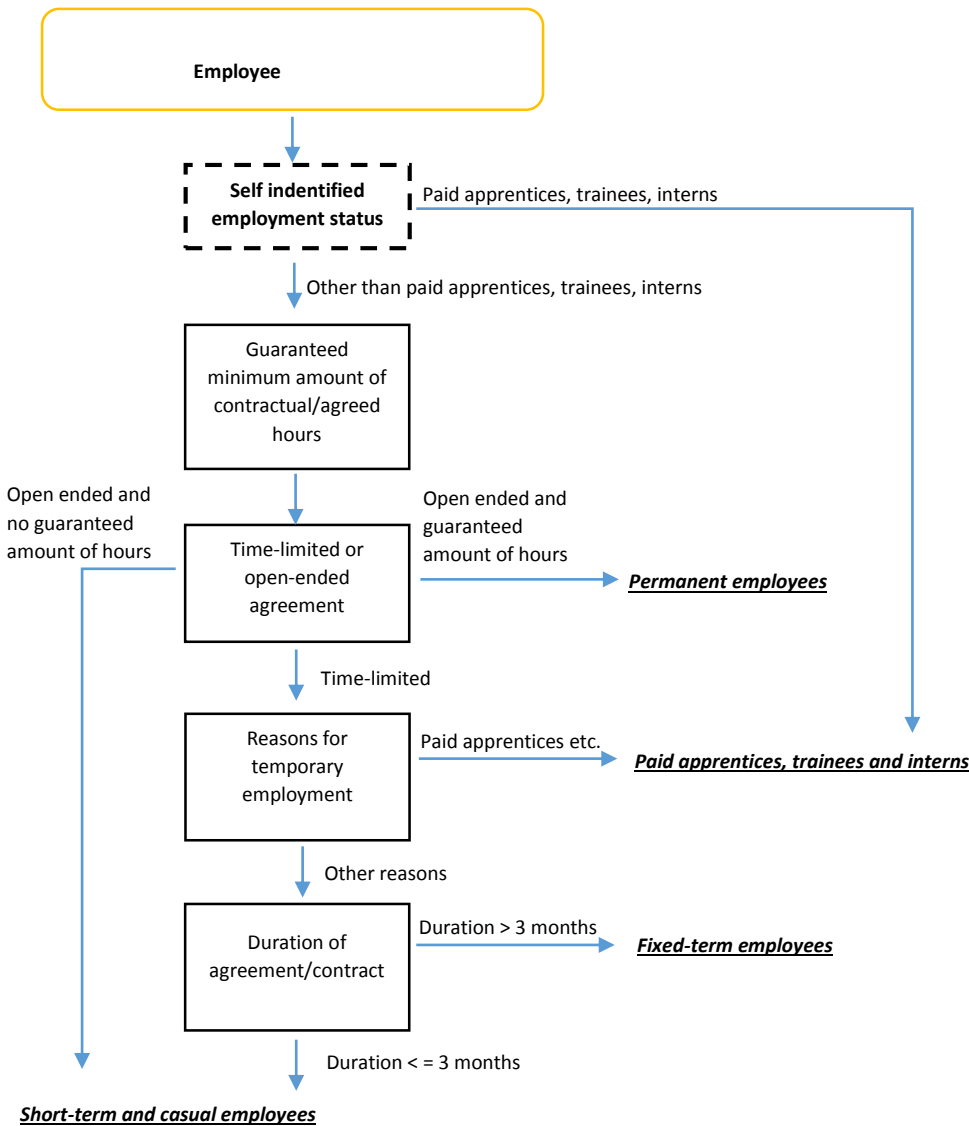 Employee
Self indentified
employment status
Paid apprentices, trainees, interns
Other than paid apprentices, trainees, interns
Guaranteed
minimum amount of
contractual/agreed
hours
Open ended and
no guaranteed
amount of hours
Open ended and
guaranteed
amount of hours
Time-limited or
open-ended
agreement
Permanent employees
Time-limited
Reasons for
temporary
employment
Paid apprentices etc.
Paid apprentices, trainees and interns
Other reasons
Duration of
agreement/contract
Duration > 3 months
Fixed-term employees
Duration < = 3 months
Short-term and casual employees